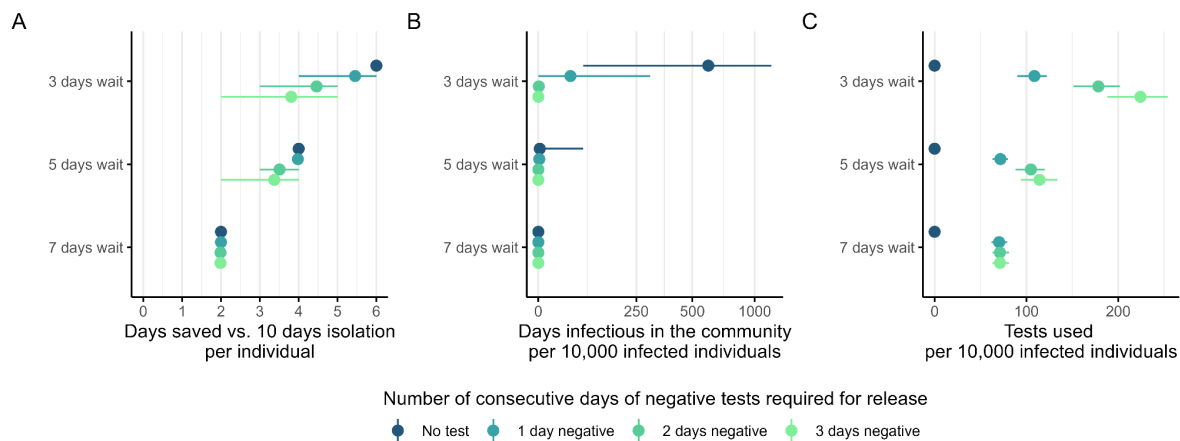 A
3 days wait
5 days wait
7 days wait
0 1 2 3 4 5 6
Days saved vs. 10 days isolation
per individual
B
3 days wait
5 days wait
7 days wait
0 250 500 1000
Days infectious in the community
per 10,000 infected individuals
C
3 days wait
5 days wait
7 days wait
0 100 200
Tests used
per 10,000 infected individuals
Number of consecutive days of negative tests required for release
No test 1 day negative 2 days negative 3 days negative